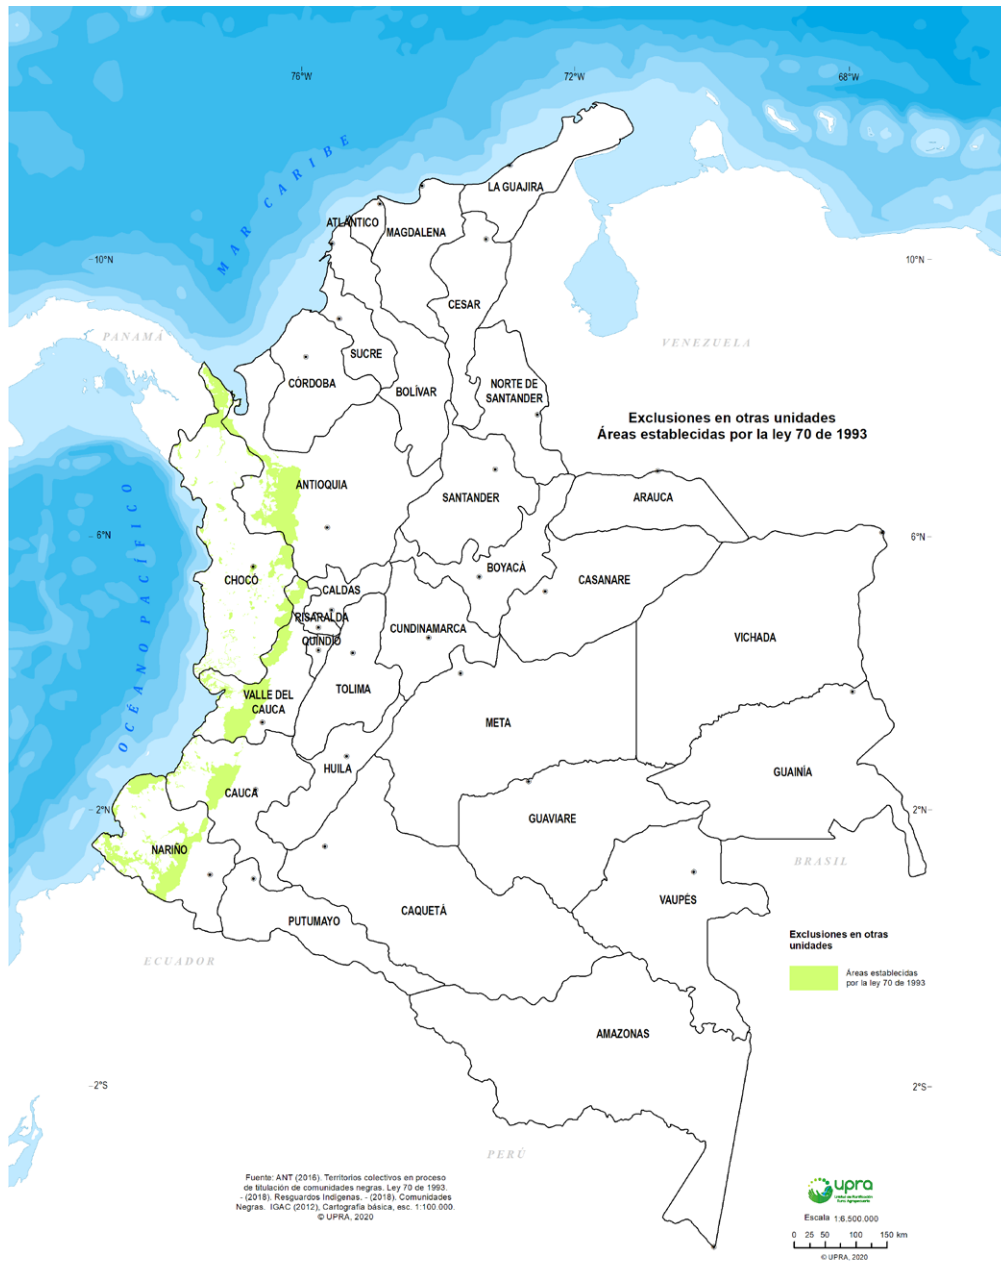 76°W
72°W
68°W
MAR CARIBE
LA GUAJIRA
ATLÁNTICO
MAGDALENA
10°N
10°N
CESAR
PANAMÁ
VENEZUELA
SUCRE
CÓRDOBA
BOLÍVAR
NORTE DE
SANTANDER
Exclusiones en otras unidades
Áreas establecidas por la ley 70 de 1993
ANTIOQUIA
SANTANDER
ARAUCA
OCÉANO PACÍFICO
6°N
6°N
BOYACÁ
CHOCÓ
CASANARE
CALDAS
RISARALDA
CUNDINAMARCA
QUINDIO
VICHADA
TOLIMA
VALLE DEL
CAUCA
META
HUILA
GUAINÍA
CAUCA
2°N
2°N
GUAVIARE
NARIÑO
BRASIL
VAUPÉS
CAQUETÁ
PUTUMAYO
ECUADOR
Exclusiones en otras
unidades
Áreas establecidas
por la ley 70 de 1993
AMAZONAS
2°S
2°S
PERÚ
Fuente: ANT (2016). Territorios colectivos en proceso
de titulación de comunidades negras. Ley 70 de 1993.
- (2018). Resguardos Indígenas. - (2018). Comunidades
Negras. IGAC (2012), Cartografía básica, esc. 1:100.000.
© UPRA, 2020
upra
Escala 1:6.500.000
0 25 50 100 150 km
© UPRA, 2020